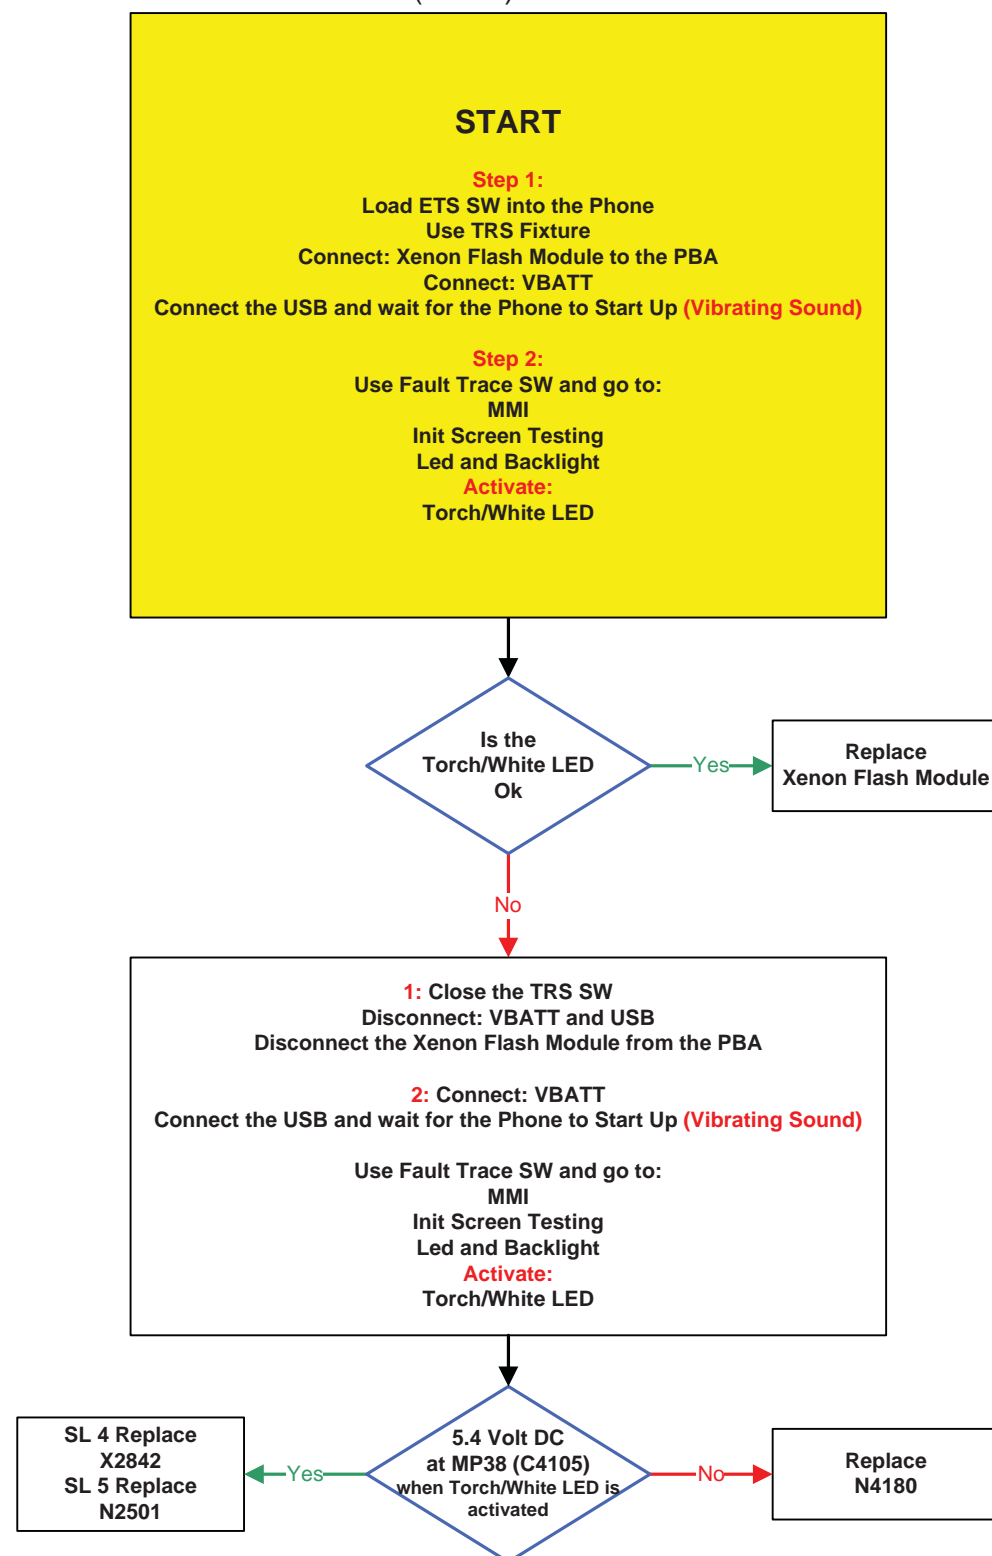 START
Step 1:
Load ETS SW into the Phone
Use TRS Fixture
Connect: Xenon Flash Module to the PBA
Connect: VBATT
Connect the USB and wait for the Phone to Start Up (Vibrating Sound)
Step 2:
Use Fault Trace SW and go to:
MMI
Init Screen Testing
Led and Backlight
Activate:
Torch/White LED
Is the
Torch/White LED
Ok
Yes
Replace
Xenon Flash Module
No
1: Close the TRS SW
Disconnect: VBATT and USB
Disconnect the Xenon Flash Module from the PBA
2: Connect: VBATT
Connect the USB and wait for the Phone to Start Up (Vibrating Sound)
Use Fault Trace SW and go to:
MMI
Init Screen Testing
Led and Backlight
Activate:
Torch/White LED
5.4 Volt DC
at MP38 (C4105)
when Torch/White LED is
activated
Yes
SL 4 Replace
X2842
SL 5 Replace
N2501
No
Replace
N4180